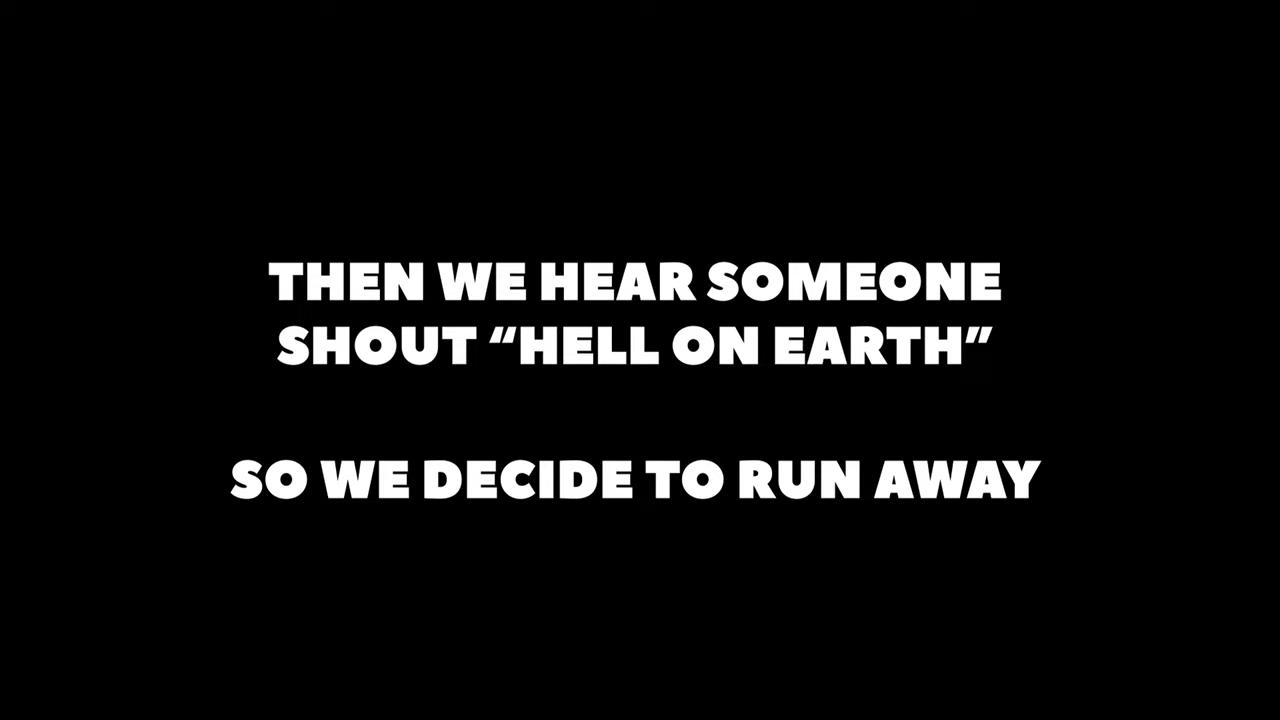 THEN WE HEAR SOMEONE
SHOUT “HELL ON EARTH”
SO WE DECIDE TO RUN AWAY